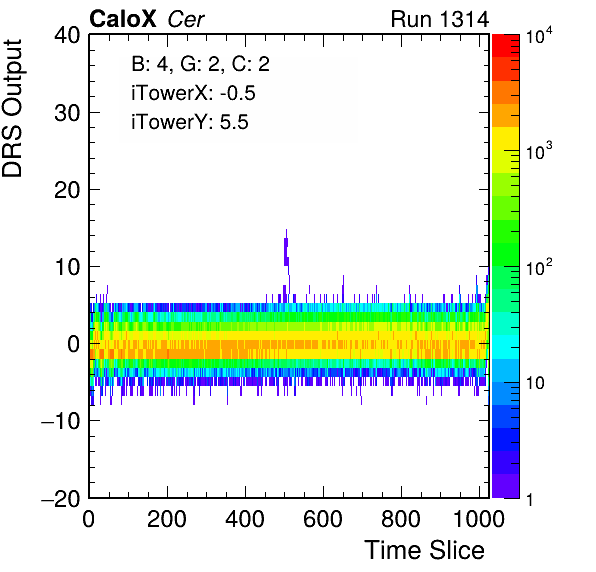 CaloX Cer Run 1314
B: 4, G: 2, C: 2
iTowerX: -0.5
iTowerY: 5.5
DRS Output
40
30
20
10
0
−10
−20
0 200 400 600 800 1000
Time Slice
10^4
10^3
10^2
10
1